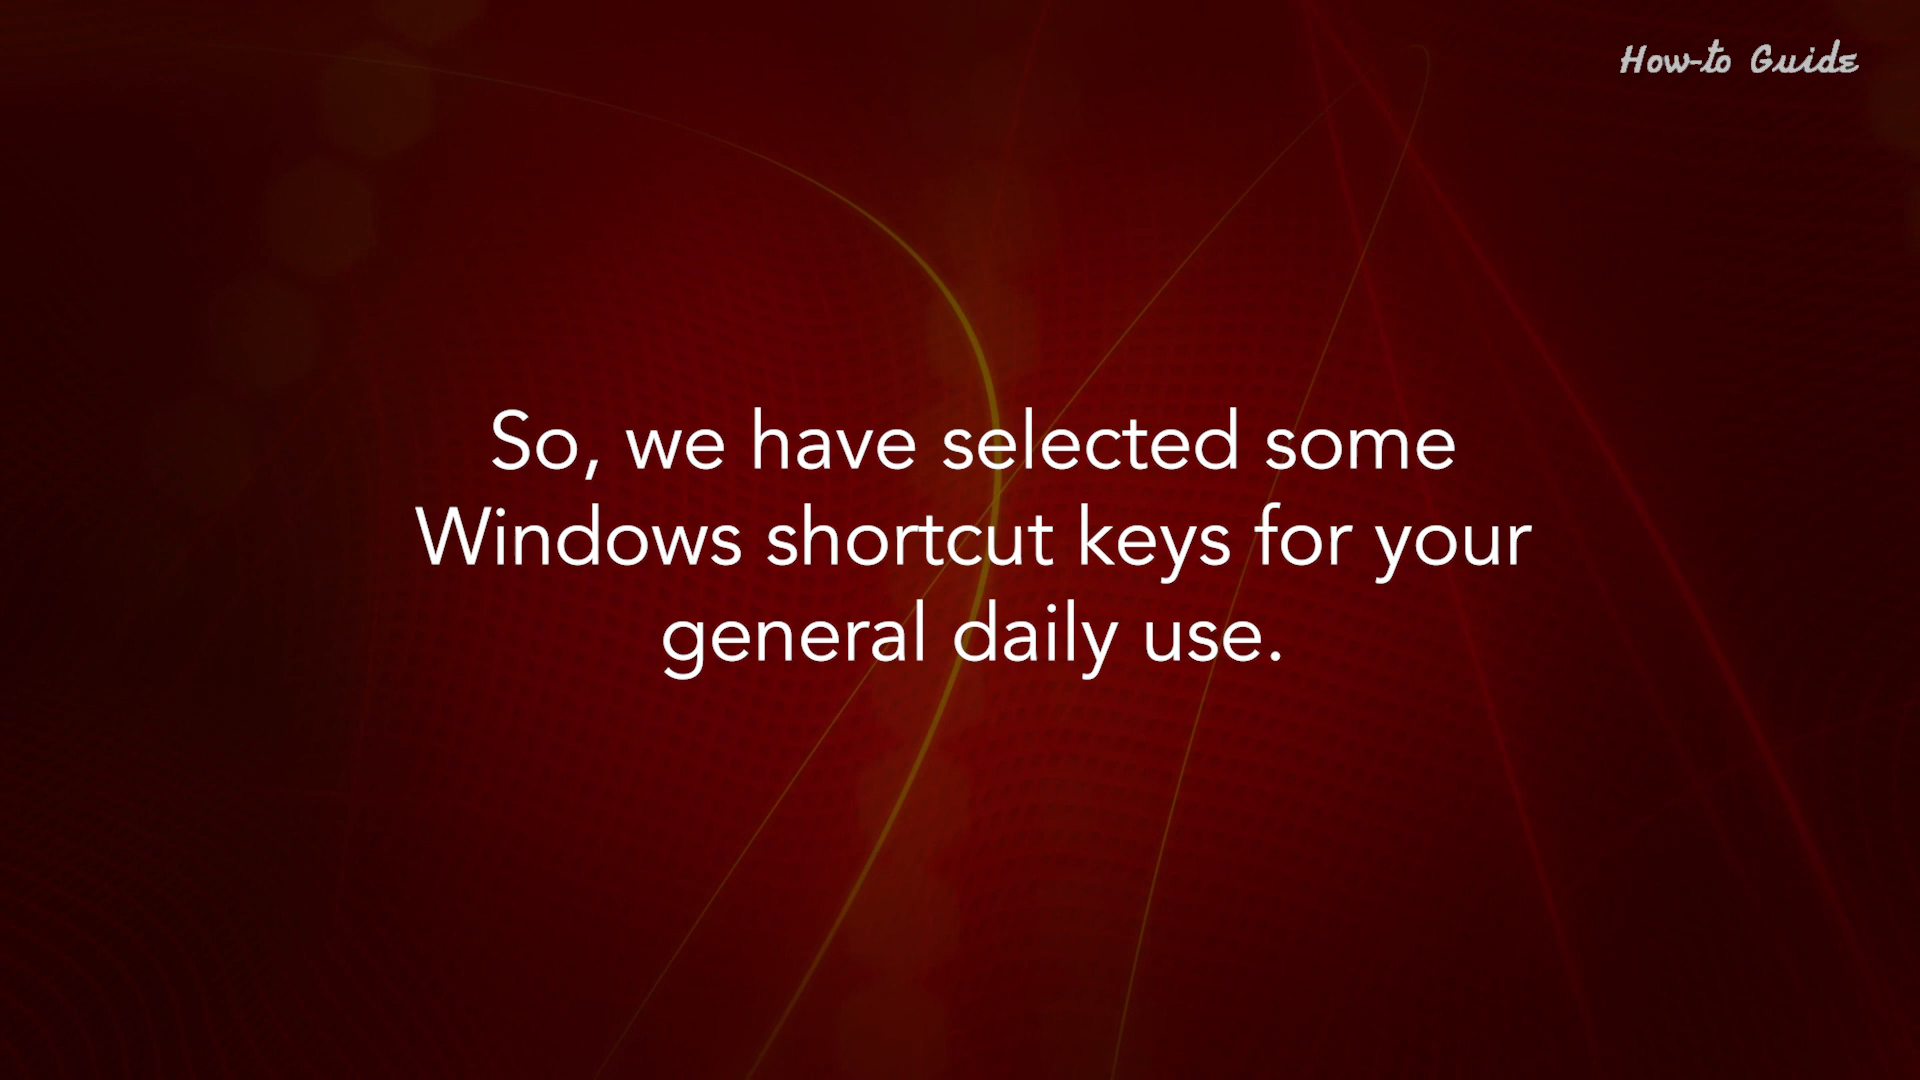 How-to Guide
So, we have selected some
Windows shortcut keys for your
general daily use.